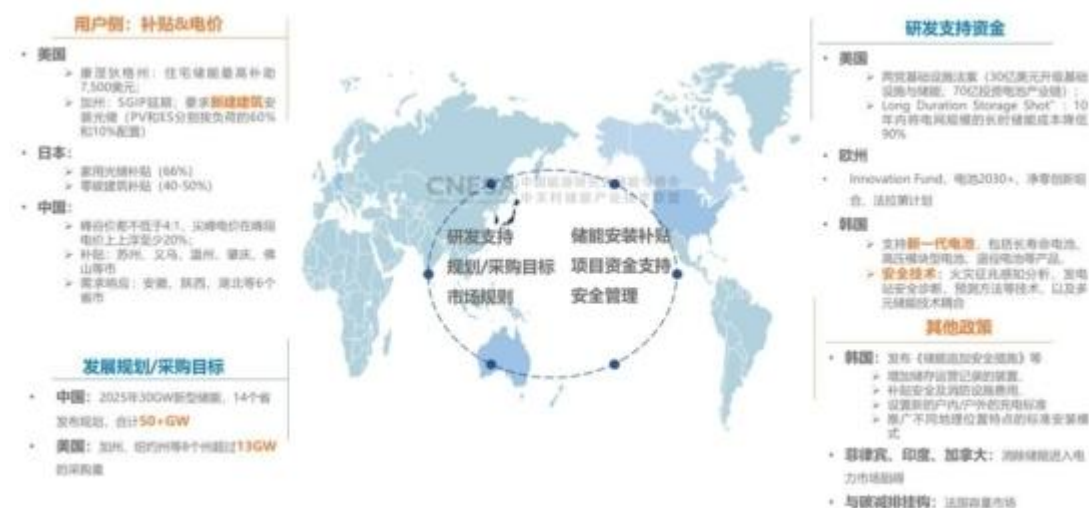 用户侧：补贴&电价
• 美国
➢ 康涅狄格州：住宅储能最高补助
7,500美元；
➢ 加州：SGIP延期；要求新建建筑安
装光储（PV和ES分别按负荷的60%
和10%配置）
• 日本：
➢ 家用光储补贴（66%）
➢ 零碳建筑补贴（40-50%）
• 中国：
➢ 峰谷价差不低于4:1，尖峰电价在峰段
电价上上浮至少20%；
➢ 补贴：苏州、义乌、温州、肇庆、佛
山等市
➢ 需求响应：安徽、陕西、湖北等6个
省市
发展规划/采购目标
• 中国：2025年30GW新型储能，14个省
发布规划，合计50+GW
• 美国：加州、纽约州等8个州超过13GW
的采购量
CNESA
研发支持
规划/采购目标
市场规则
储能安装补贴
项目资金支持
安全管理
研发支持资金
• 美国
➢ 两党基础设施法案（30亿美元升级基础
设施与储能，70亿投资电池产业链）；
➢ Long Duration Storage Shot"：10
年内将电网规模的长时储能成本降低
90%
• 欧州
• Innovation Fund、电池2030+、净零创新组
合、法拉第计划
• 韩国
➢ 支持新一代电池，包括长寿命电池、
高压模块型电池、退役电池等产品。
➢ 安全技术：火灾征兆感知分析、发电
站安全诊断、预测方法等技术，以及多
元储能技术耦合
其他政策
• 韩国：发布《储能追加安全措施》等
➢ 增加储存运营记录的装置，
➢ 补贴安全及消防设施费用，
➢ 设置新的户内/户外的充电标准
➢ 推广不同地理位置特点的标准安装模
式
• 菲律宾、印度、加拿大：消除储能进入电
力市场障碍
• 与碳减排挂钩：法国容量市场